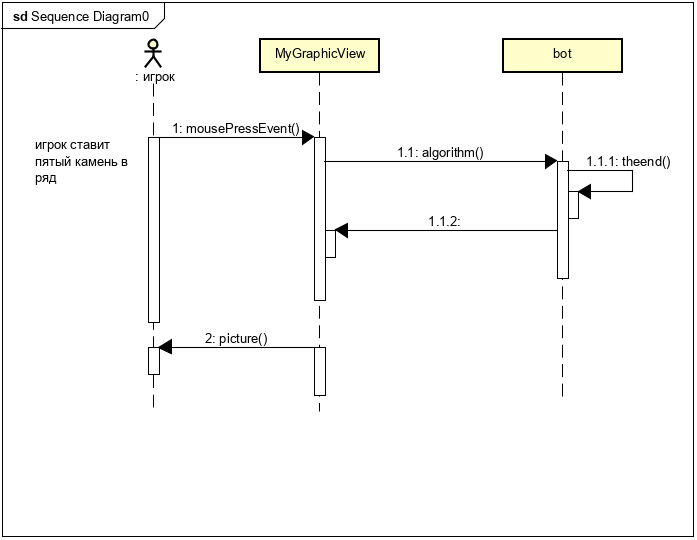 sd Sequence Diagram0
: игрок
MyGraphicView
bot
1: mousePressEvent()
игрок ставит
пятый камень в
ряд
1.1: algorithm()
1.1.1: theend()
1.1.2:
2: picture()